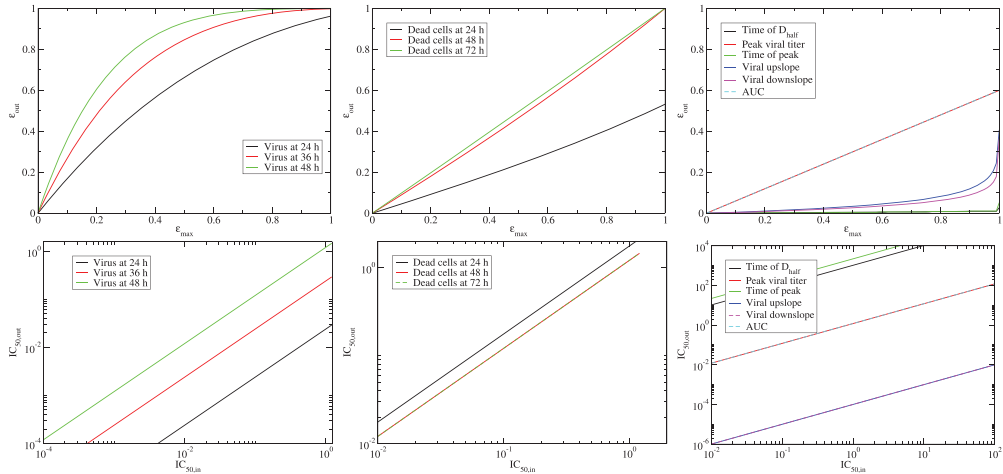 1
0.8
0.6
0.4
0.2
0
ε_out
Virus at 24 h
Virus at 36 h
Virus at 48 h
0 0.2 0.4 0.6 0.8 1
ε_max
1
0.8
0.6
0.4
0.2
0
ε_out
Dead cells at 24 h
Dead cells at 48 h
Dead cells at 72 h
0 0.2 0.4 0.6 0.8 1
ε_max
1
0.8
0.6
0.4
0.2
0
ε_out
Time of D_half
Peak viral titer
Time of peak
Viral upslope
Viral downslope
AUC
0 0.2 0.4 0.6 0.8 1
ε_max
10^0
10^-2
10^-4
IC_50,out
Virus at 24 h
Virus at 36 h
Virus at 48 h
10^-4 10^-2 10^0
IC_50,in
10^0
10^-2
IC_50,out
Dead cells at 24 h
Dead cells at 48 h
Dead cells at 72 h
10^-2 10^-1 10^0
IC_50,in
10^4
10^2
10^0
10^-2
10^-4
10^-6
IC_50,out
Time of D_half
Peak viral titer
Time of peak
Viral upslope
Viral downslope
AUC
10^-2 10^-1 10^0 10^1 10^2
IC_50,in